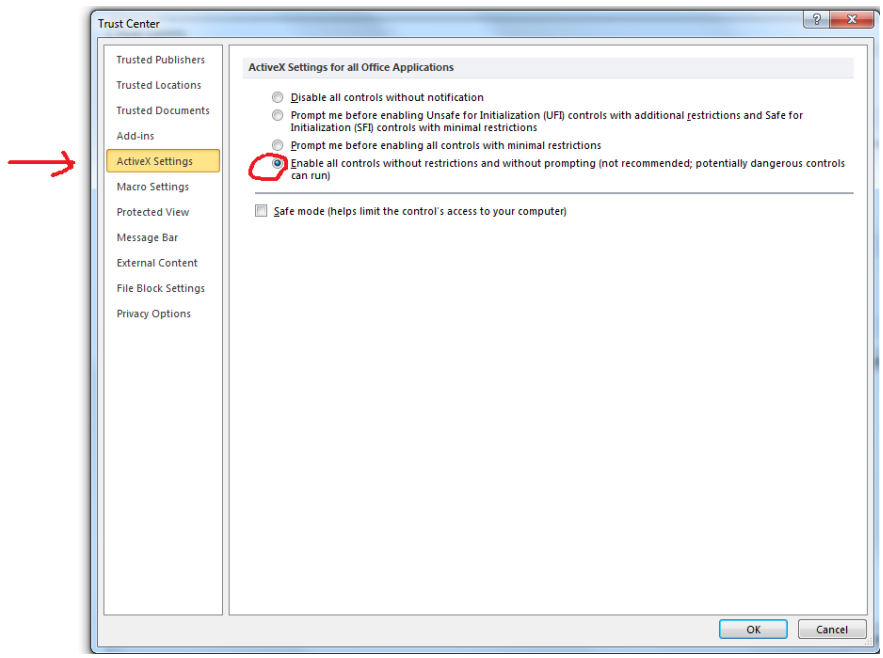 Trust Center
Trusted Publishers
Trusted Locations
Trusted Documents
Add-ins
ActiveX Settings
Macro Settings
Protected View
Message Bar
External Content
File Block Settings
Privacy Options
ActiveX Settings for all Office Applications
Disable all controls without notification
Prompt me before enabling Unsafe for Initialization (UFI) controls with additional restrictions and Safe for
Initialization (SFI) controls with minimal restrictions
Prompt me before enabling all controls with minimal restrictions
Enable all controls without restrictions and without prompting (not recommended; potentially dangerous controls
can run)
Safe mode (helps limit the control's access to your computer)
OK
Cancel